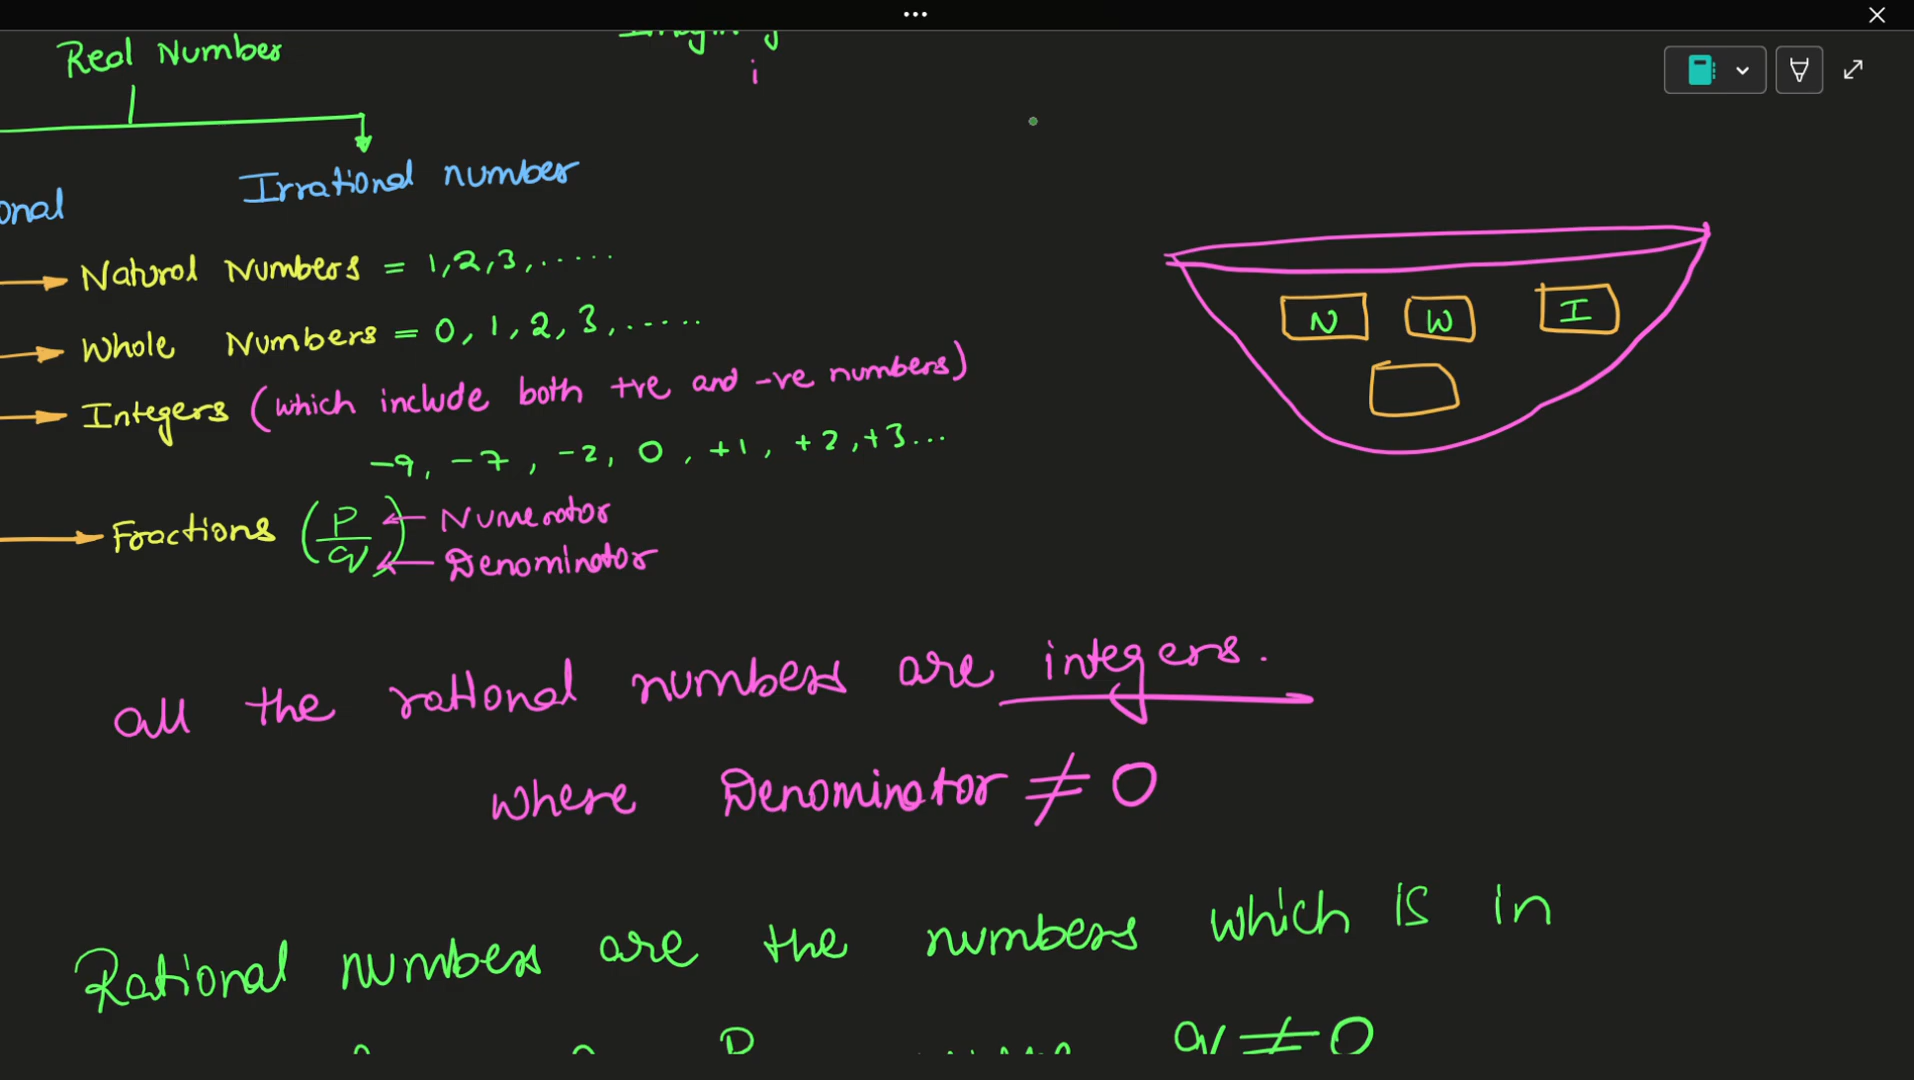 Real Number
i
Irrational number
onal
Natural Numbers = 1,2,3,.....
Whole Numbers = 0, 1, 2, 3,.....
Integers (which include both +ve and -ve numbers)
-9, -7, -2, 0, +1, +2,+3...
Fractions (P/q) Numerator
Denominator
N W I
all the rational numbers are integers.
where Denominator ≠ 0
Rational numbers are the numbers which is in
P q ≠ 0